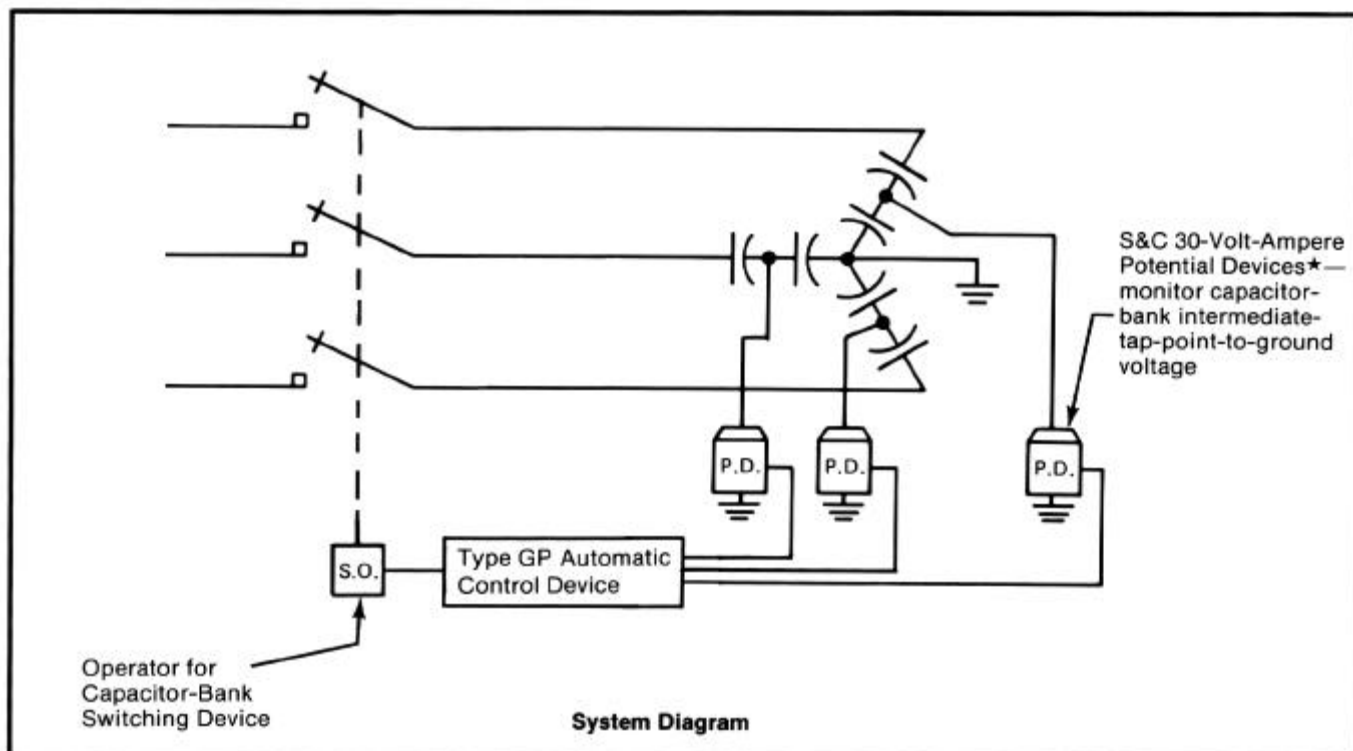 S&C 30-Volt-Ampere
Potential Devices★—
monitor capacitor-
bank intermediate-
tap-point-to-ground
voltage
P.D.
P.D.
P.D.
S.O.
Type GP Automatic
Control Device
Operator for
Capacitor-Bank
Switching Device
System Diagram